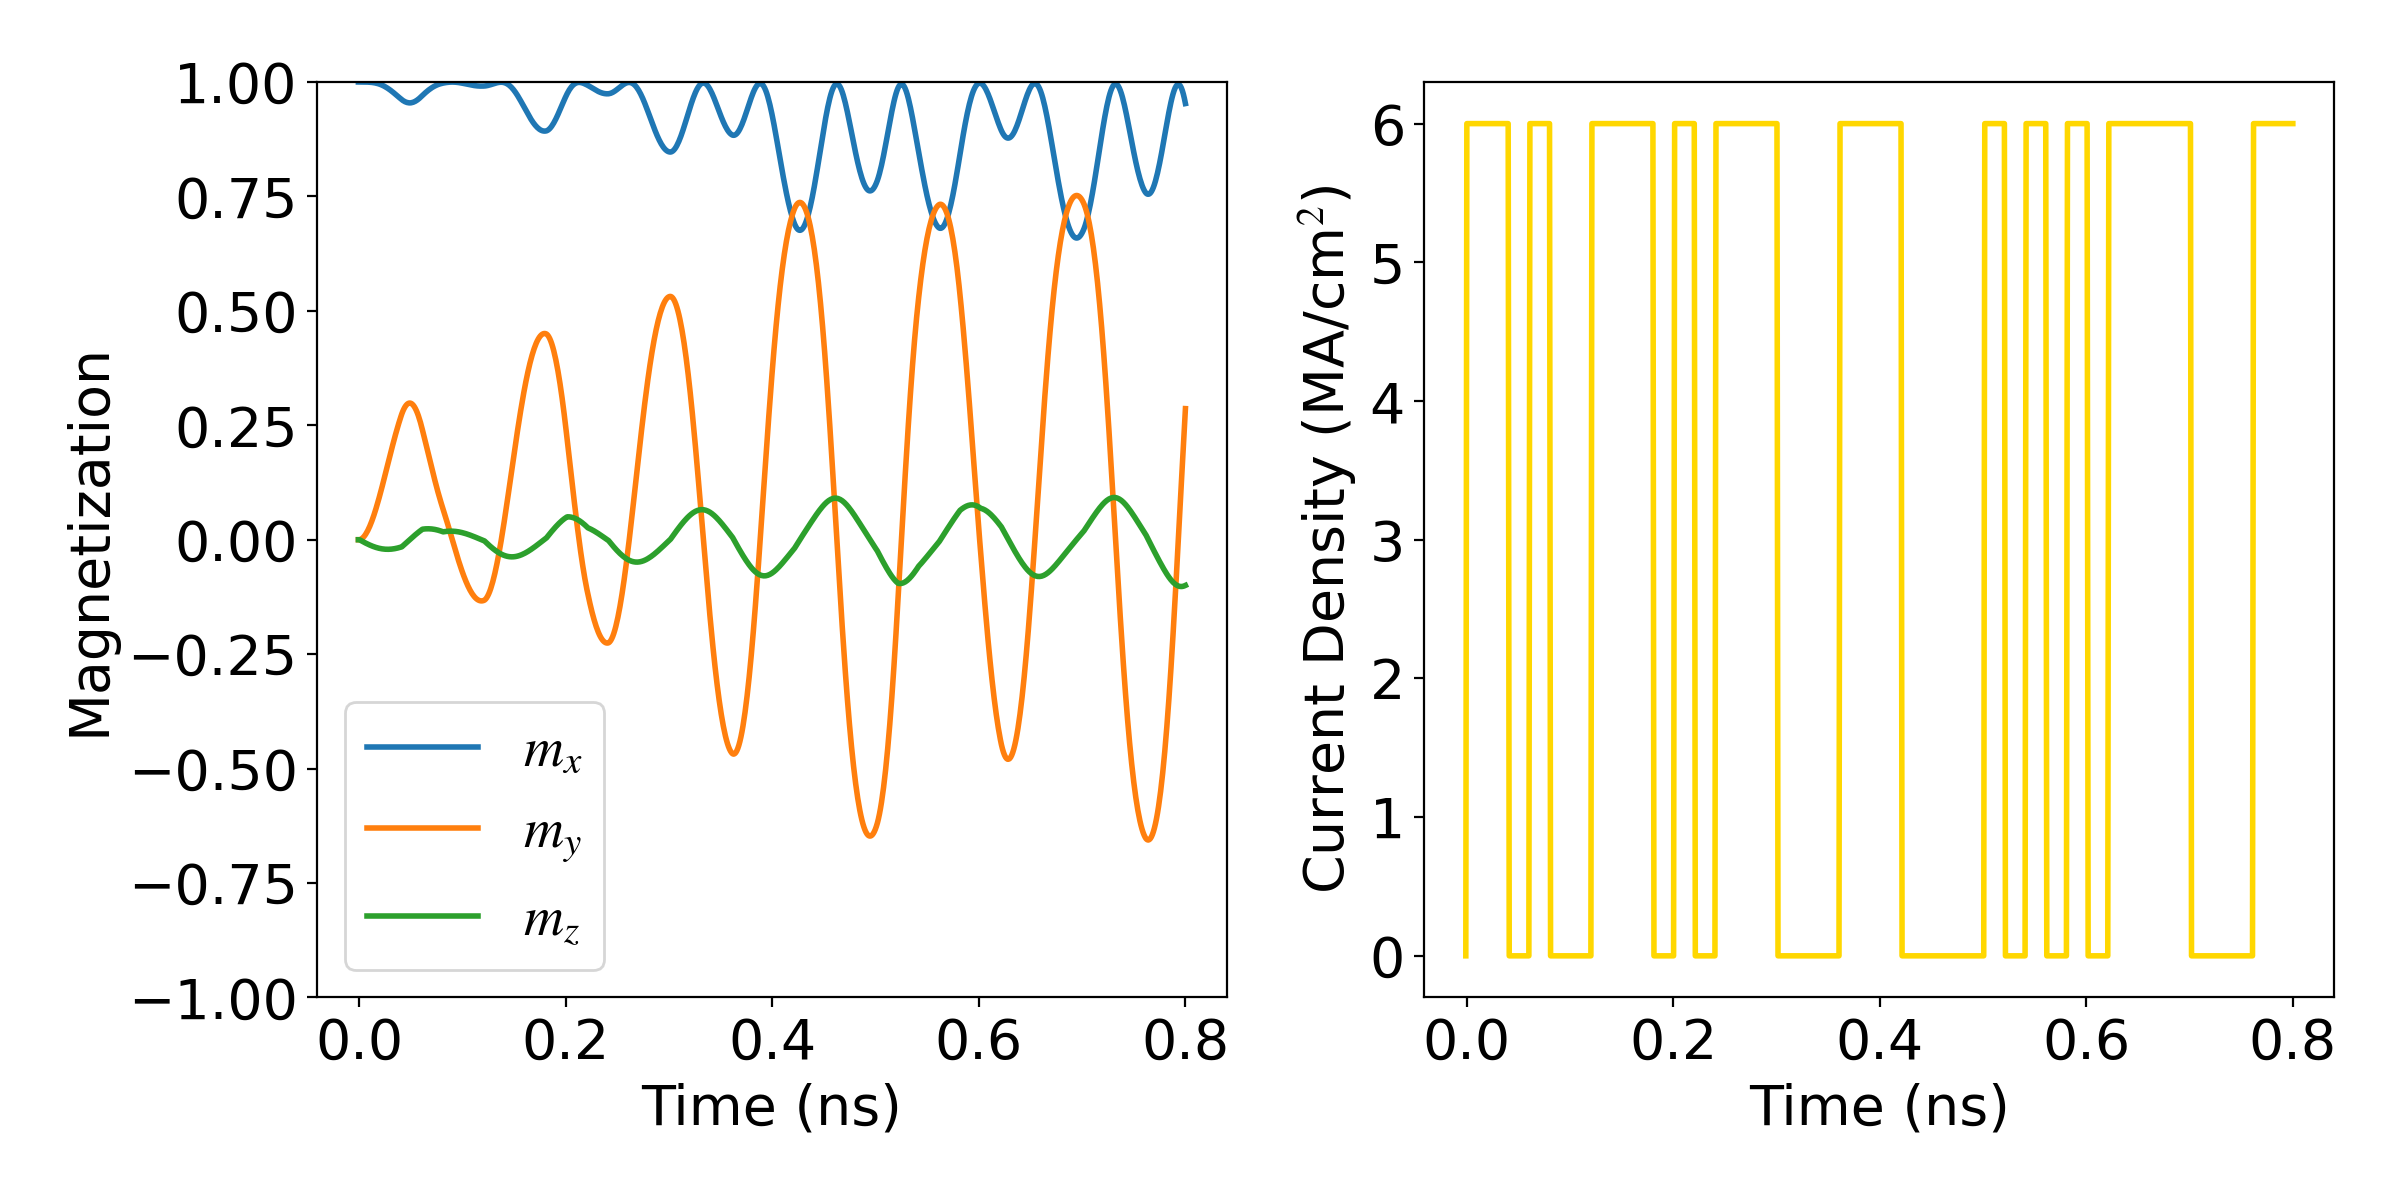 Magnetization
1.00
0.75
0.50
0.25
0.00
−0.25
−0.50
−0.75
−1.00
m_x
m_y
m_z
0.0 0.2 0.4 0.6 0.8
Time (ns)
Current Density (MA/cm²)
6
5
4
3
2
1
0
0.0 0.2 0.4 0.6 0.8
Time (ns)